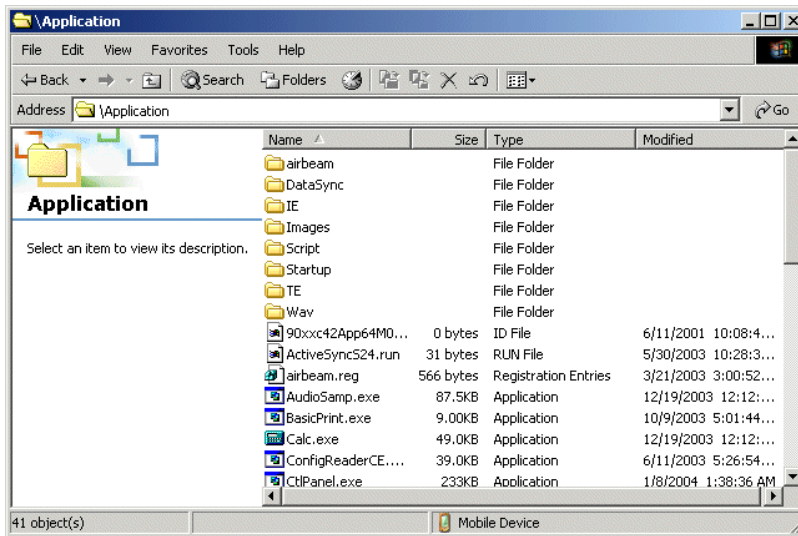 \Application
File Edit View Favorites Tools Help
Back Search Folders
Address \Application Go
Name Size Type Modified
airbeam File Folder
DataSync File Folder
IE File Folder
Images File Folder
Application
Script File Folder
Select an item to view its description.
Startup File Folder
TE File Folder
Wav File Folder
90xxc42App64M0... 0 bytes ID File 6/11/2001 10:08:4...
ActiveSyncS24.run 31 bytes RUN File 5/30/2003 10:28:3...
airbeam.reg 566 bytes Registration Entries 3/21/2003 3:00:52...
AudioSamp.exe 87.5KB Application 12/19/2003 12:12:...
BasicPrint.exe 9.00KB Application 10/9/2003 5:01:44...
Calc.exe 49.0KB Application 12/19/2003 12:12:...
ConfigReaderCE.... 39.0KB Application 6/11/2003 5:26:54...
CtlPanel.exe 233KB Application 1/8/2004 1:38:36 AM
41 object(s) Mobile Device